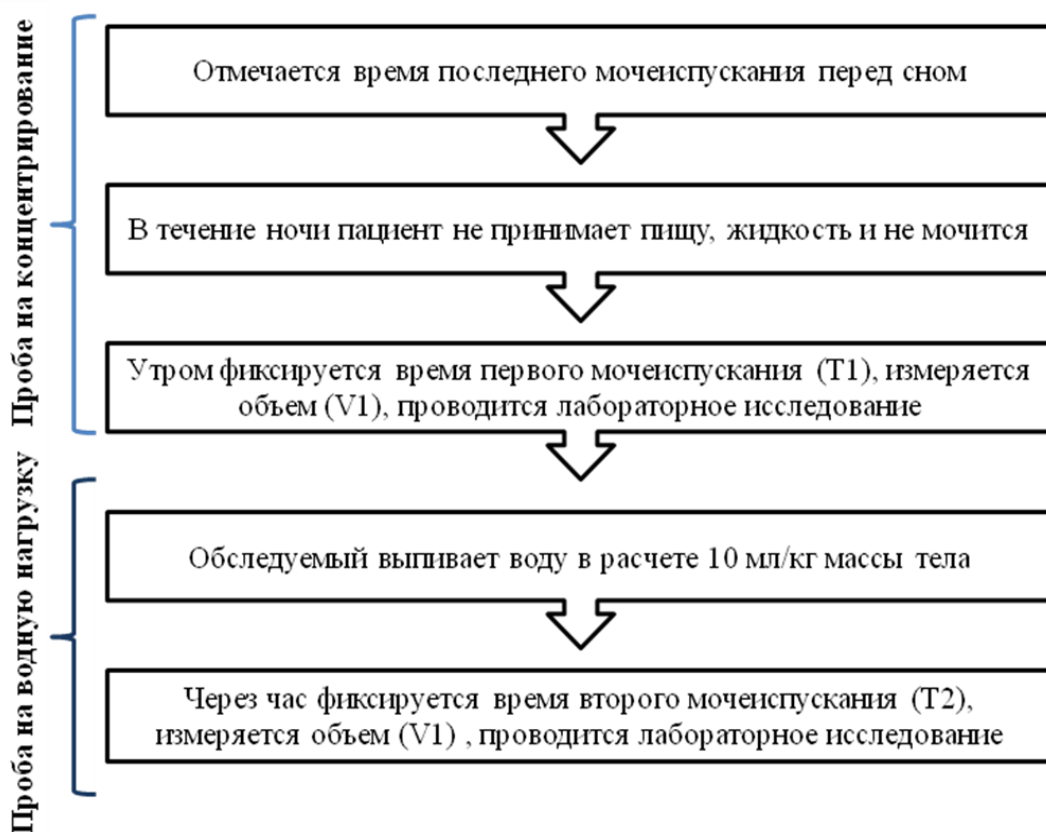 Проба на концентрирование
Отмечается время последнего мочеиспускания перед сном
В течение ночи пациент не принимает пищу, жидкость и не мочится
Утром фиксируется время первого мочеиспускания (Т1), измеряется
объем (V1), проводится лабораторное исследование
Проба на водную нагрузку
Обследуемый выпивает воду в расчете 10 мл/кг массы тела
Через час фиксируется время второго мочеиспускания (Т2),
измеряется объем (V1) , проводится лабораторное исследование